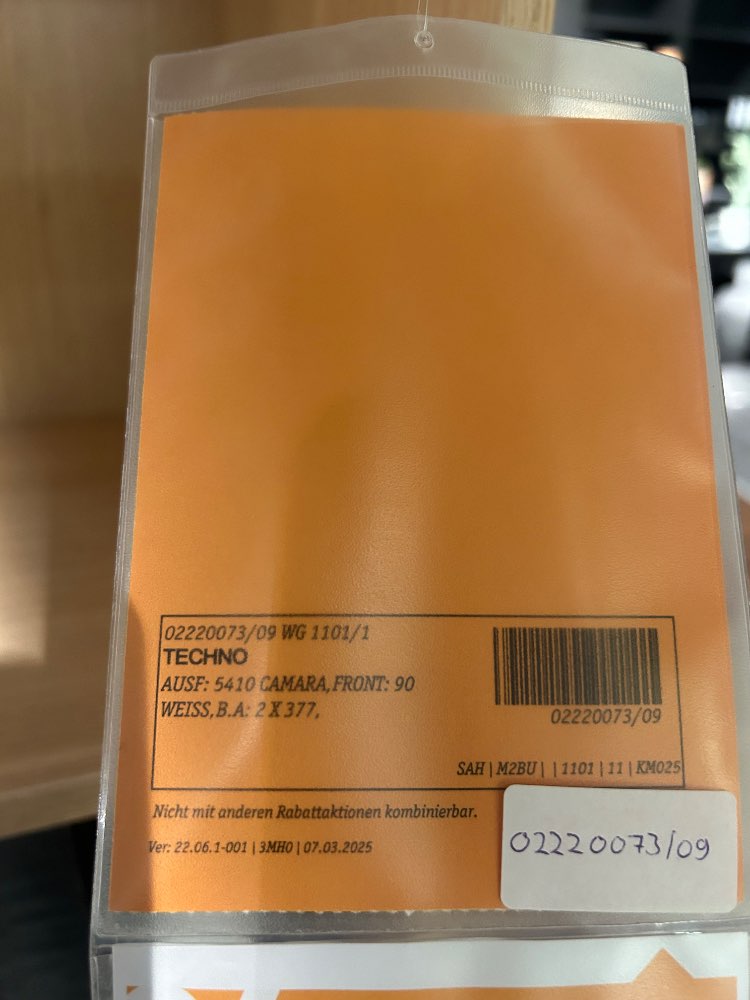 02220073/09 WG 1101/1
TECHNO
AUSF: 5410 CAMARA,FRONT: 90
WEISS,B.A: 2 X 377,
02220073/09
SAH | M2BU | | 1101 | 11 | KM025
Nicht mit anderen Rabattaktionen kombinierbar.
Ver: 22.06.1-001 | 3MH0 | 07.03.2025
02220073/09